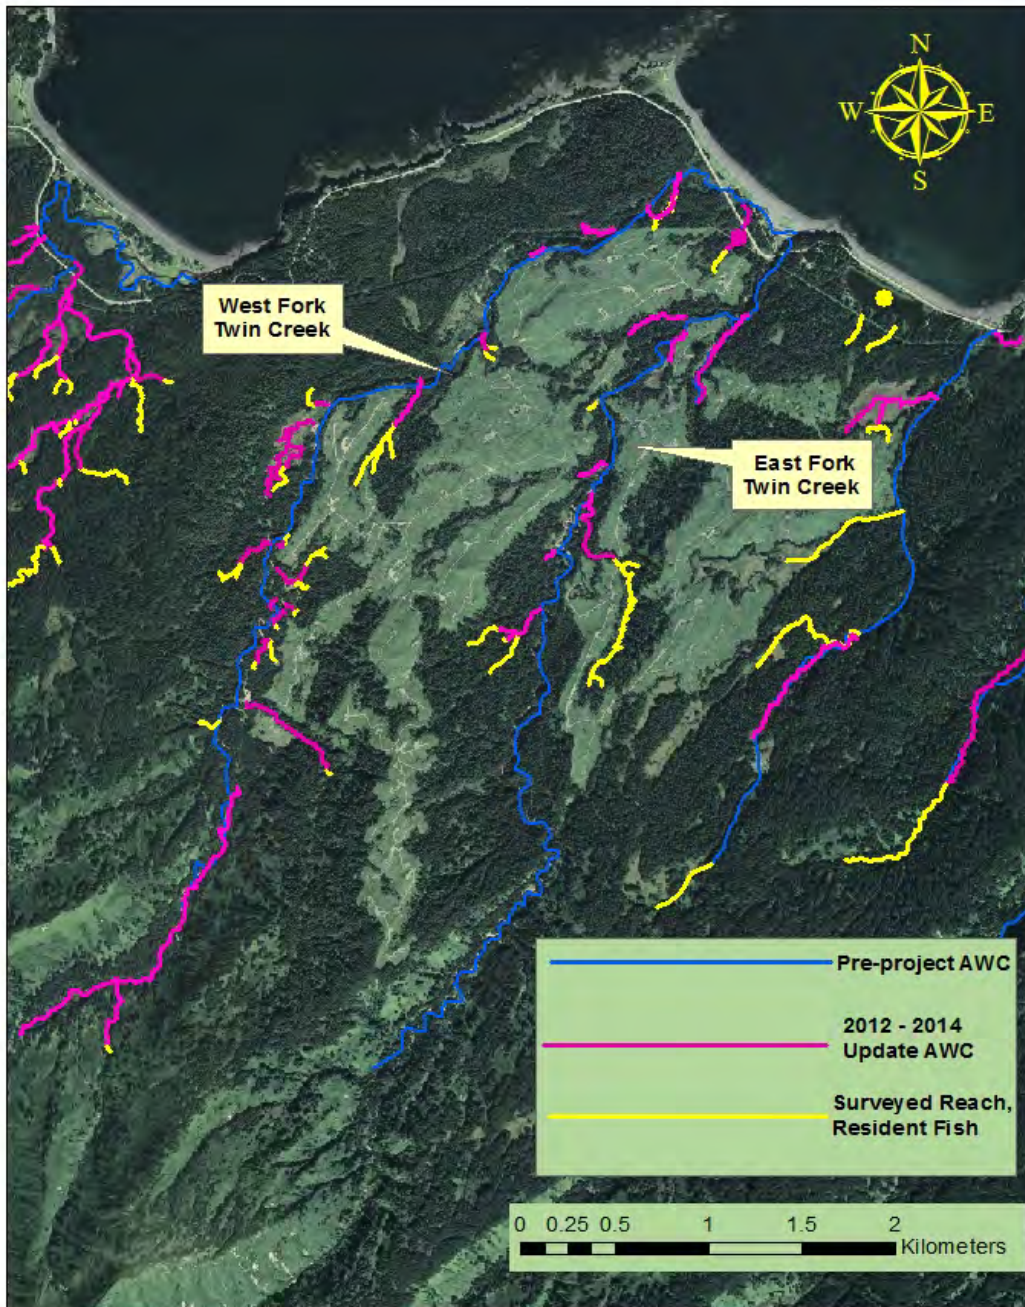 N
W E
S
West Fork
Twin Creek
East Fork
Twin Creek
Pre-project AWC
2012 - 2014
Update AWC
Surveyed Reach,
Resident Fish
0 0.25 0.5 1 1.5 2
Kilometers